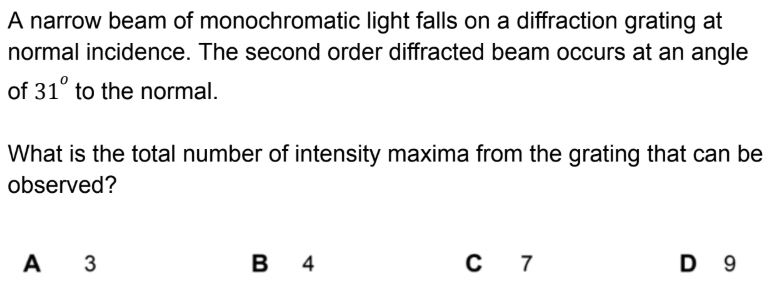 A narrow beam of monochromatic light falls on a diffraction grating at
normal incidence. The second order diffracted beam occurs at an angle
of 31° to the normal.
What is the total number of intensity maxima from the grating that can be
observed?
A 3 B 4 C 7 D 9